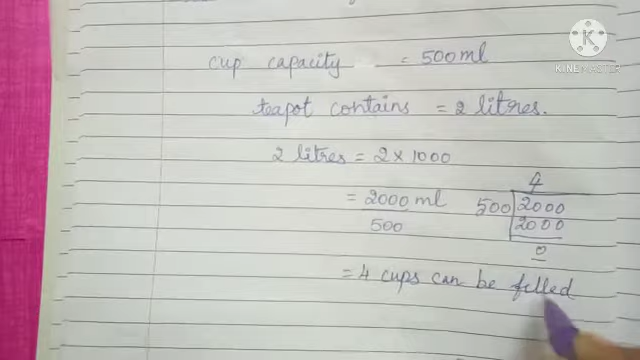 K
KINEMASTER
cup capacity = 500ml
teapot contains = 2 litres.
2 litres = 2 × 1000
= 2000 ml
500
4
500 2000
2000
0
= 4 cups can be filled